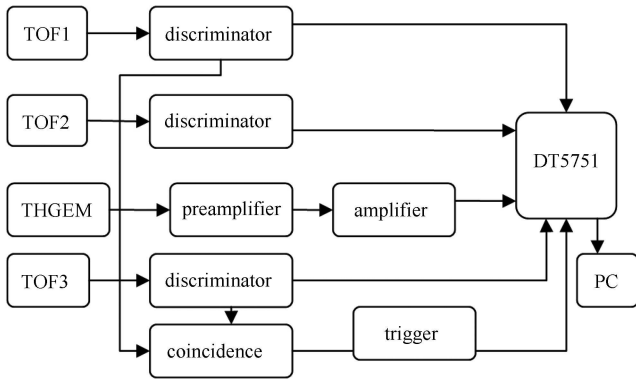 TOF1
discriminator
TOF2
discriminator
DT5751
THGEM
preamplifier
amplifier
TOF3
discriminator
PC
coincidence
trigger